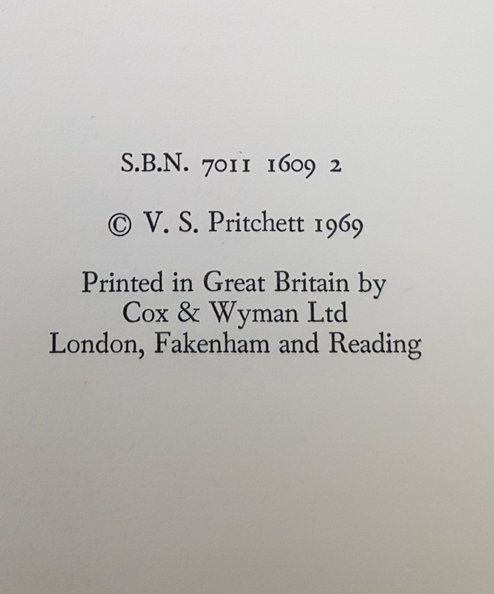 S.B.N. 7011 1609 2
© V. S. Pritchett 1969
Printed in Great Britain by
Cox & Wyman Ltd
London, Fakenham and Reading